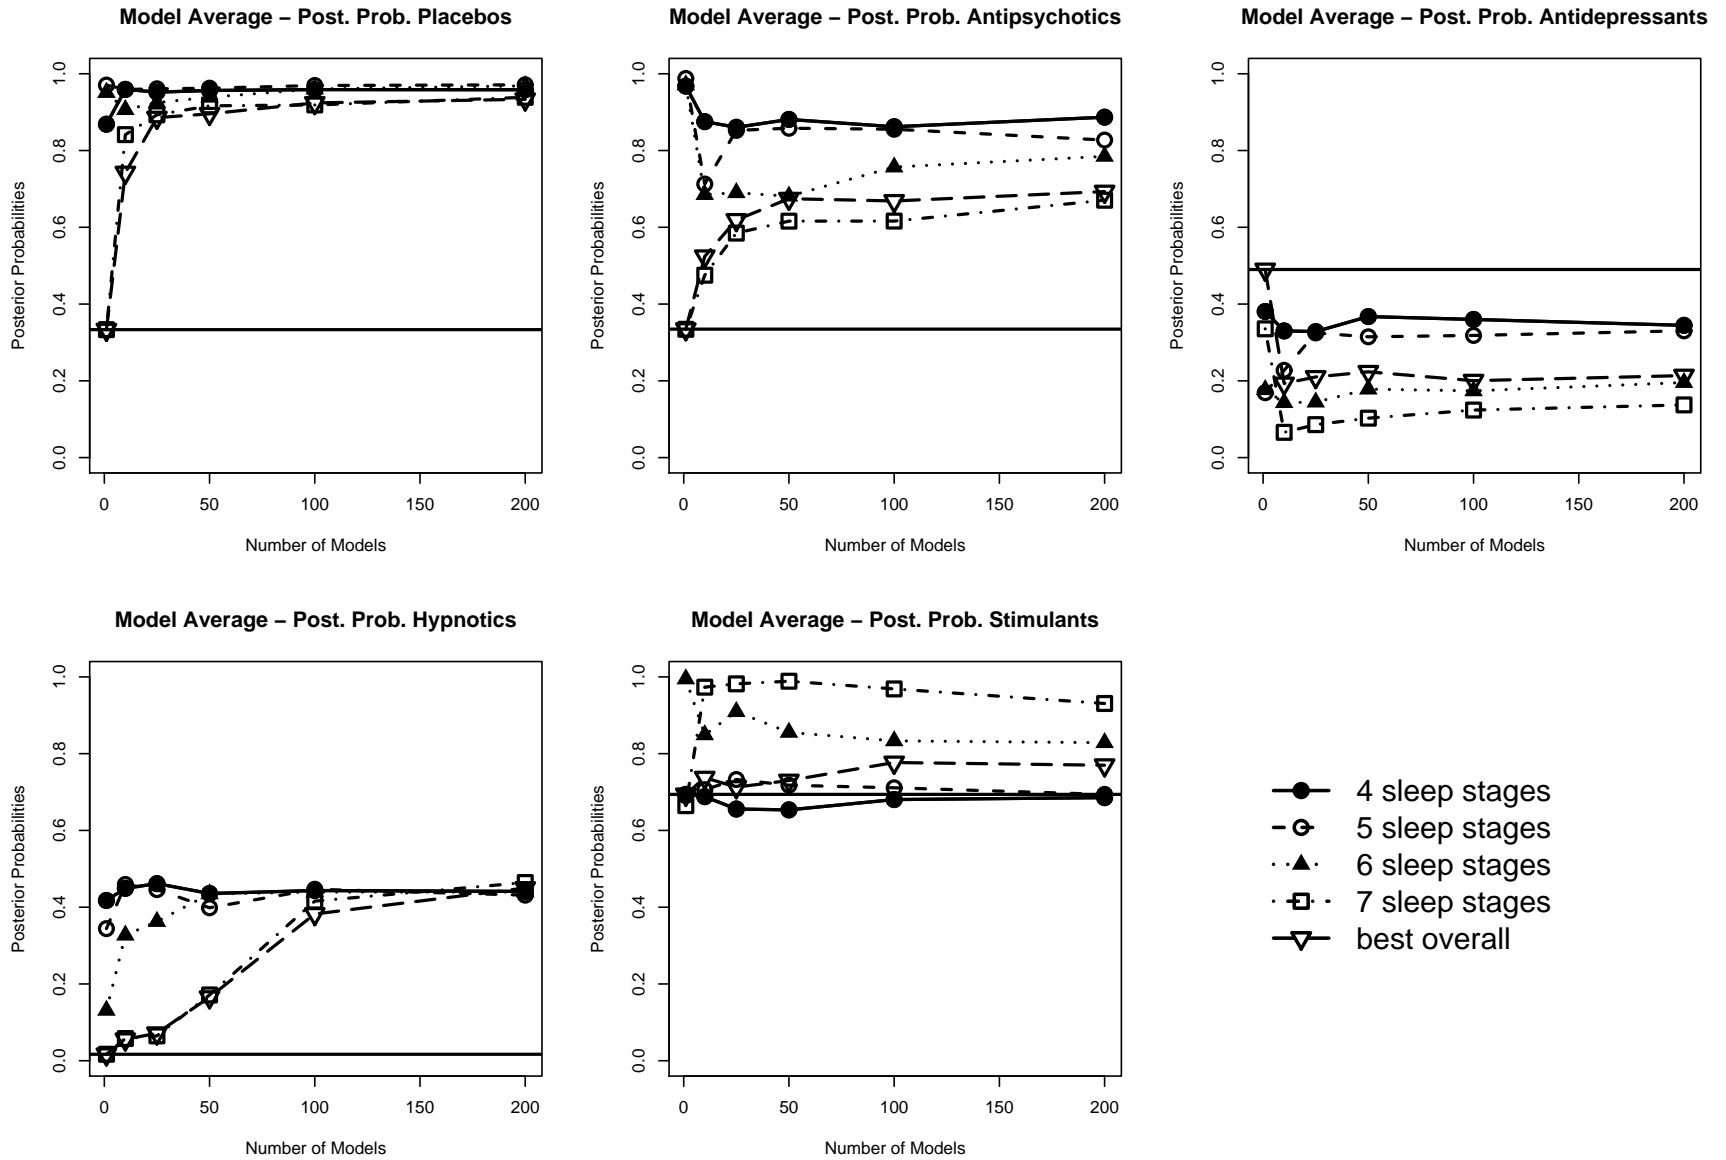 Model Average – Post. Prob. Placebos
Posterior Probabilities
0.0 0.2 0.4 0.6 0.8 1.0
0 50 100 150 200
Number of Models
Model Average – Post. Prob. Antipsychotics
Posterior Probabilities
0.0 0.2 0.4 0.6 0.8 1.0
0 50 100 150 200
Number of Models
Model Average – Post. Prob. Antidepressants
Posterior Probabilities
0.0 0.2 0.4 0.6 0.8 1.0
0 50 100 150 200
Number of Models
Model Average – Post. Prob. Hypnotics
Posterior Probabilities
0.0 0.2 0.4 0.6 0.8 1.0
0 50 100 150 200
Number of Models
Model Average – Post. Prob. Stimulants
Posterior Probabilities
0.0 0.2 0.4 0.6 0.8 1.0
0 50 100 150 200
Number of Models
4 sleep stages
5 sleep stages
6 sleep stages
7 sleep stages
best overall